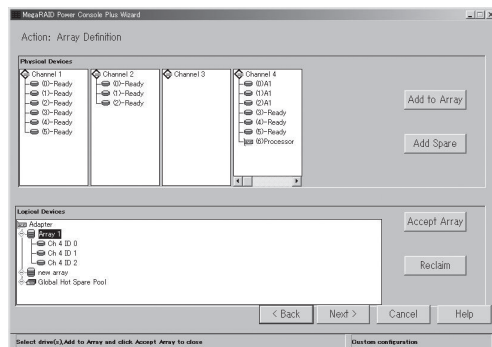 MegaRAID Power Console Plus Wizard
Action: Array Definition
Physical Devices
Channel 1
(0)-Ready
(1)-Ready
(2)-Ready
(3)-Ready
(4)-Ready
(5)-Ready
Channel 2
(0)-Ready
(1)-Ready
(2)-Ready
Channel 3
Channel 4
(0)A1
(1)A1
(2)A1
(3)-Ready
(4)-Ready
(5)-Ready
(6)Processor
Add to Array
Add Spare
Logical Devices
Adapter
Array 1
Ch 4 ID 0
Ch 4 ID 1
Ch 4 ID 2
new array
Global Hot Spare Pool
Accept Array
Reclaim
< Back
Next >
Cancel
Help
Select drive(s),Add to Array and click Accept Array to close
Custom configuration